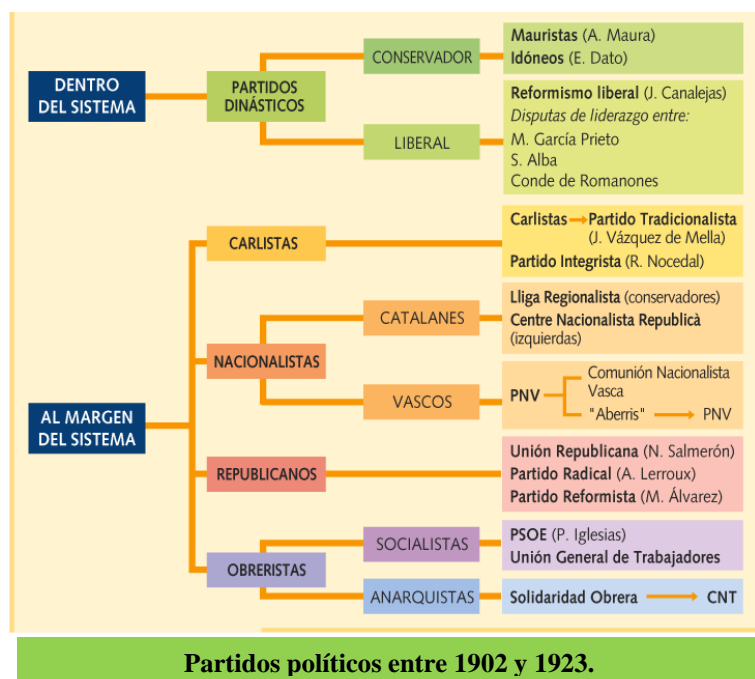 DENTRO
DEL SISTEMA
PARTIDOS
DINÁSTICOS
CONSERVADOR
Mauristas (A. Maura)
Idóneos (E. Dato)
LIBERAL
Reformismo liberal (J. Canalejas)
Disputas de liderazgo entre:
M. García Prieto
S. Alba
Conde de Romanones
AL MARGEN
DEL SISTEMA
CARLISTAS
Carlistas → Partido Tradicionalista
(J. Vázquez de Mella)
Partido Integrista (R. Nocedal)
NACIONALISTAS
CATALANES
Lliga Regionalista (conservadores)
Centre Nacionalista Republicà
(izquierdas)
VASCOS
PNV
Comunión Nacionalista
Vasca
"Aberris" → PNV
REPUBLICANOS
Unión Republicana (N. Salmerón)
Partido Radical (A. Lerroux)
Partido Reformista (M. Álvarez)
OBRERISTAS
SOCIALISTAS
PSOE (P. Iglesias)
Unión General de Trabajadores
ANARQUISTAS
Solidaridad Obrera → CNT
Partidos políticos entre 1902 y 1923.